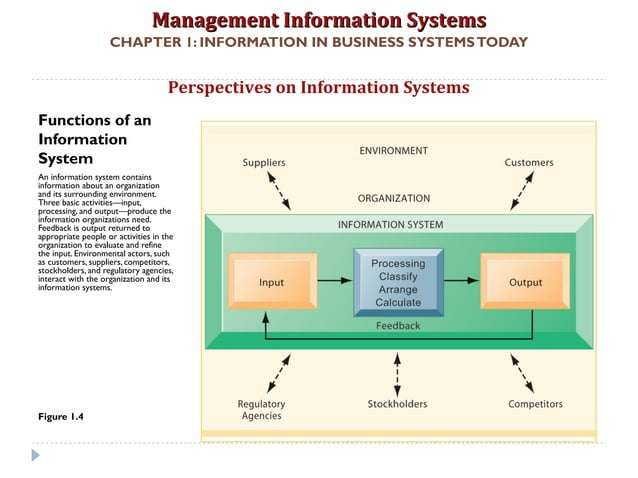 Management Information Systems
CHAPTER 1: INFORMATION IN BUSINESS SYSTEMS TODAY
Perspectives on Information Systems
Functions of an
Information
System
An information system contains
information about an organization
and its surrounding environment.
Three basic activities—input,
processing, and output—produce the
information organizations need.
Feedback is output returned to
appropriate people or activities in the
organization to evaluate and refine
the input. Environmental actors, such
as customers, suppliers, competitors,
stockholders, and regulatory agencies,
interact with the organization and its
information systems.
Figure 1.4
ENVIRONMENT
Suppliers
Customers
ORGANIZATION
INFORMATION SYSTEM
Input
Processing
Classify
Arrange
Calculate
Output
Feedback
Regulatory
Agencies
Stockholders
Competitors